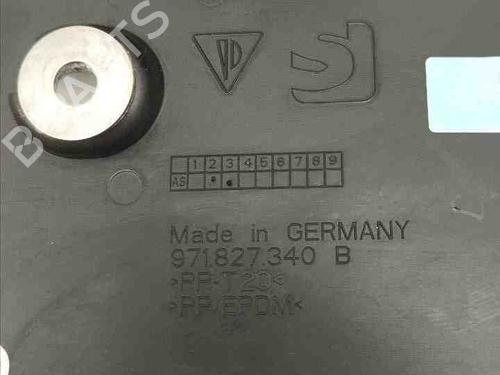 B-PARTS
1 2 3 4 5 6 7 8 9
AS
Made in GERMANY
971.827.340 B
>PP-T20<
>PP/EPDM<